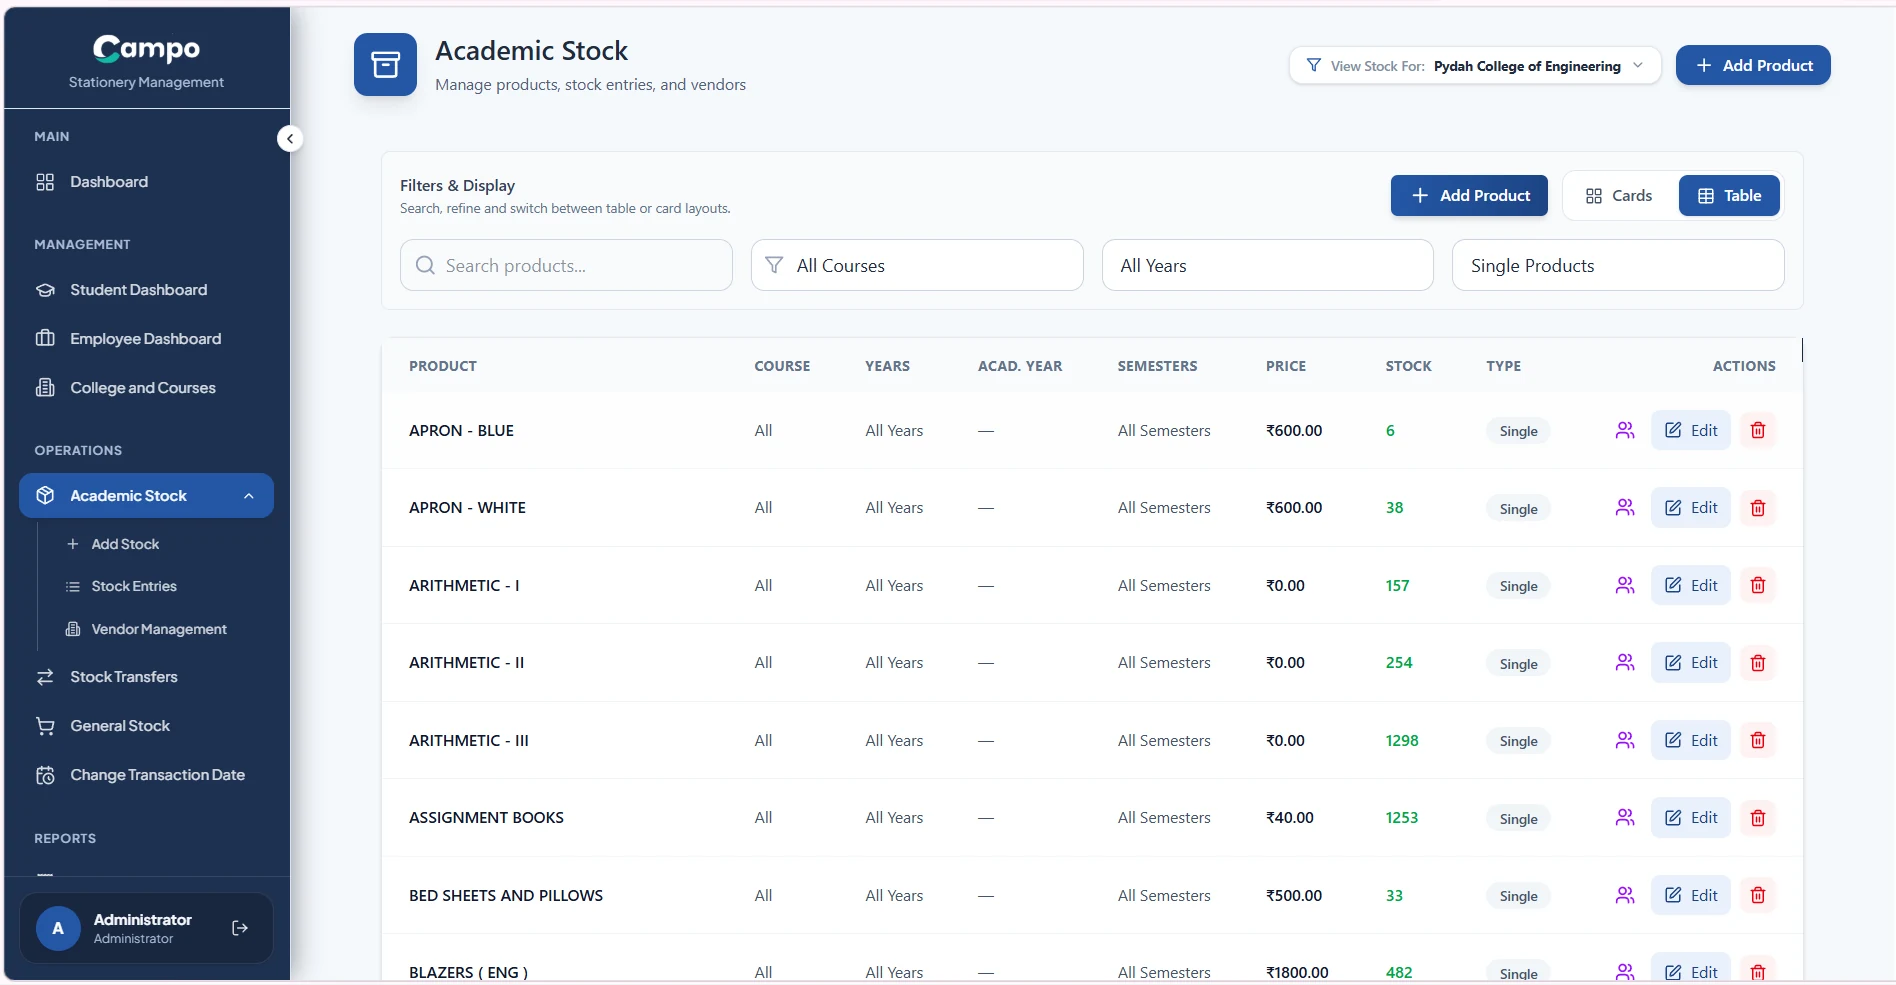 Campo
Stationery Management
MAIN
Dashboard
MANAGEMENT
Student Dashboard
Employee Dashboard
College and Courses
OPERATIONS
Academic Stock
Add Stock
Stock Entries
Vendor Management
Stock Transfers
General Stock
Change Transaction Date
REPORTS
A
Administrator
Administrator
Academic Stock
Manage products, stock entries, and vendors
View Stock For: Pydah College of Engineering
Add Product
Filters & Display
Search, refine and switch between table or card layouts.
Add Product
Cards
Table
Search products...
All Courses
All Years
Single Products
PRODUCT COURSE YEARS ACAD. YEAR SEMESTERS PRICE STOCK TYPE ACTIONS
APRON - BLUE All All Years — All Semesters ₹600.00 6 Single Edit
APRON - WHITE All All Years — All Semesters ₹600.00 38 Single Edit
ARITHMETIC - I All All Years — All Semesters ₹0.00 157 Single Edit
ARITHMETIC - II All All Years — All Semesters ₹0.00 254 Single Edit
ARITHMETIC - III All All Years — All Semesters ₹0.00 1298 Single Edit
ASSIGNMENT BOOKS All All Years — All Semesters ₹40.00 1253 Single Edit
BED SHEETS AND PILLOWS All All Years — All Semesters ₹500.00 33 Single Edit
BLAZERS ( ENG ) All All Years — All Semesters ₹1800.00 482 Single Edit